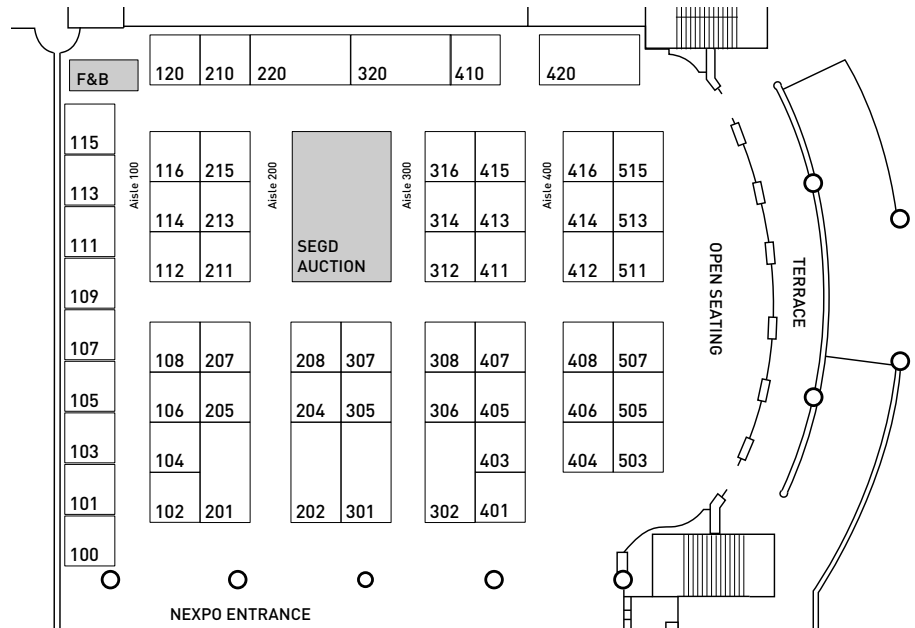 F&B
120 210 220 320 410 420
115
113
111
109
107
105
103
101
100
Aisle 100
Aisle 200
Aisle 300
Aisle 400
116 215
114 213
112 211
SEGD
AUCTION
316 415
314 413
312 411
416 515
414 513
412 511
108 207
106 205
104
102 201
208 307
204 305
202 301
308 407
306 405
403
302 401
408 507
406 505
404 503
OPEN SEATING
TERRACE
NEXPO ENTRANCE